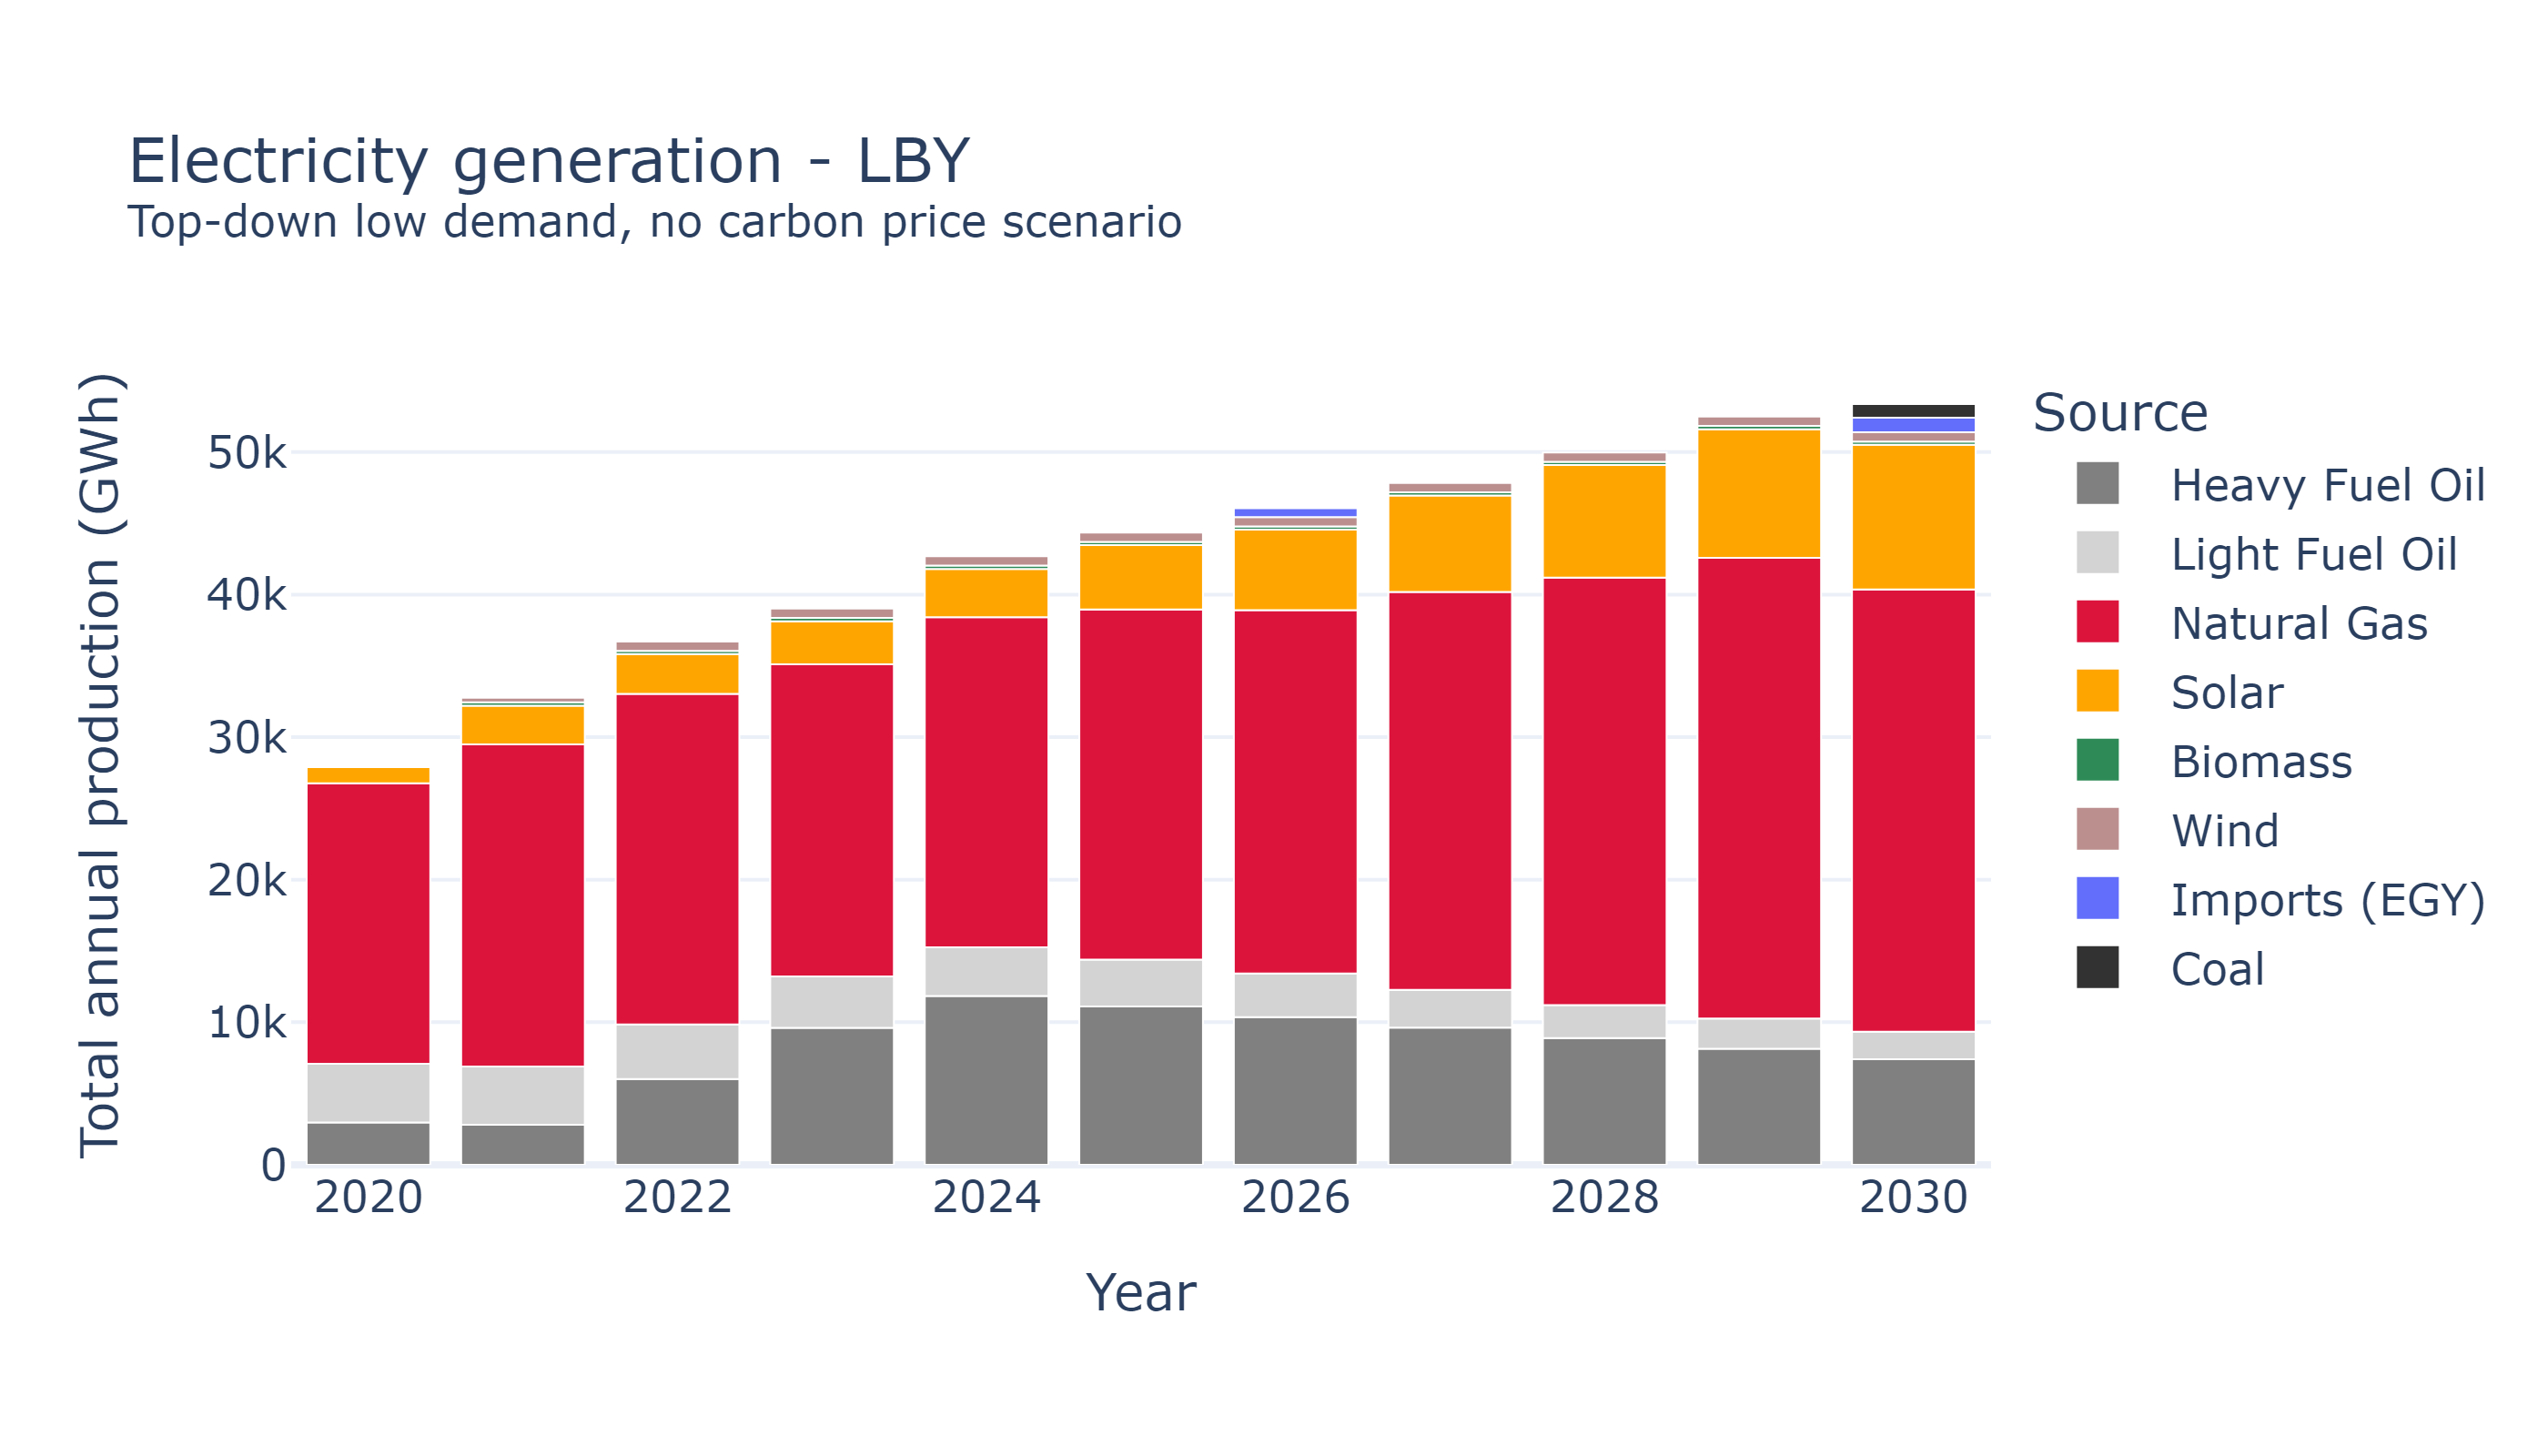 Electricity generation - LBY
Top-down low demand, no carbon price scenario
Total annual production (GWh)
50k
40k
30k
20k
10k
0
2020
2022
2024
2026
2028
2030
Year
Source
Heavy Fuel Oil
Light Fuel Oil
Natural Gas
Solar
Biomass
Wind
Imports (EGY)
Coal